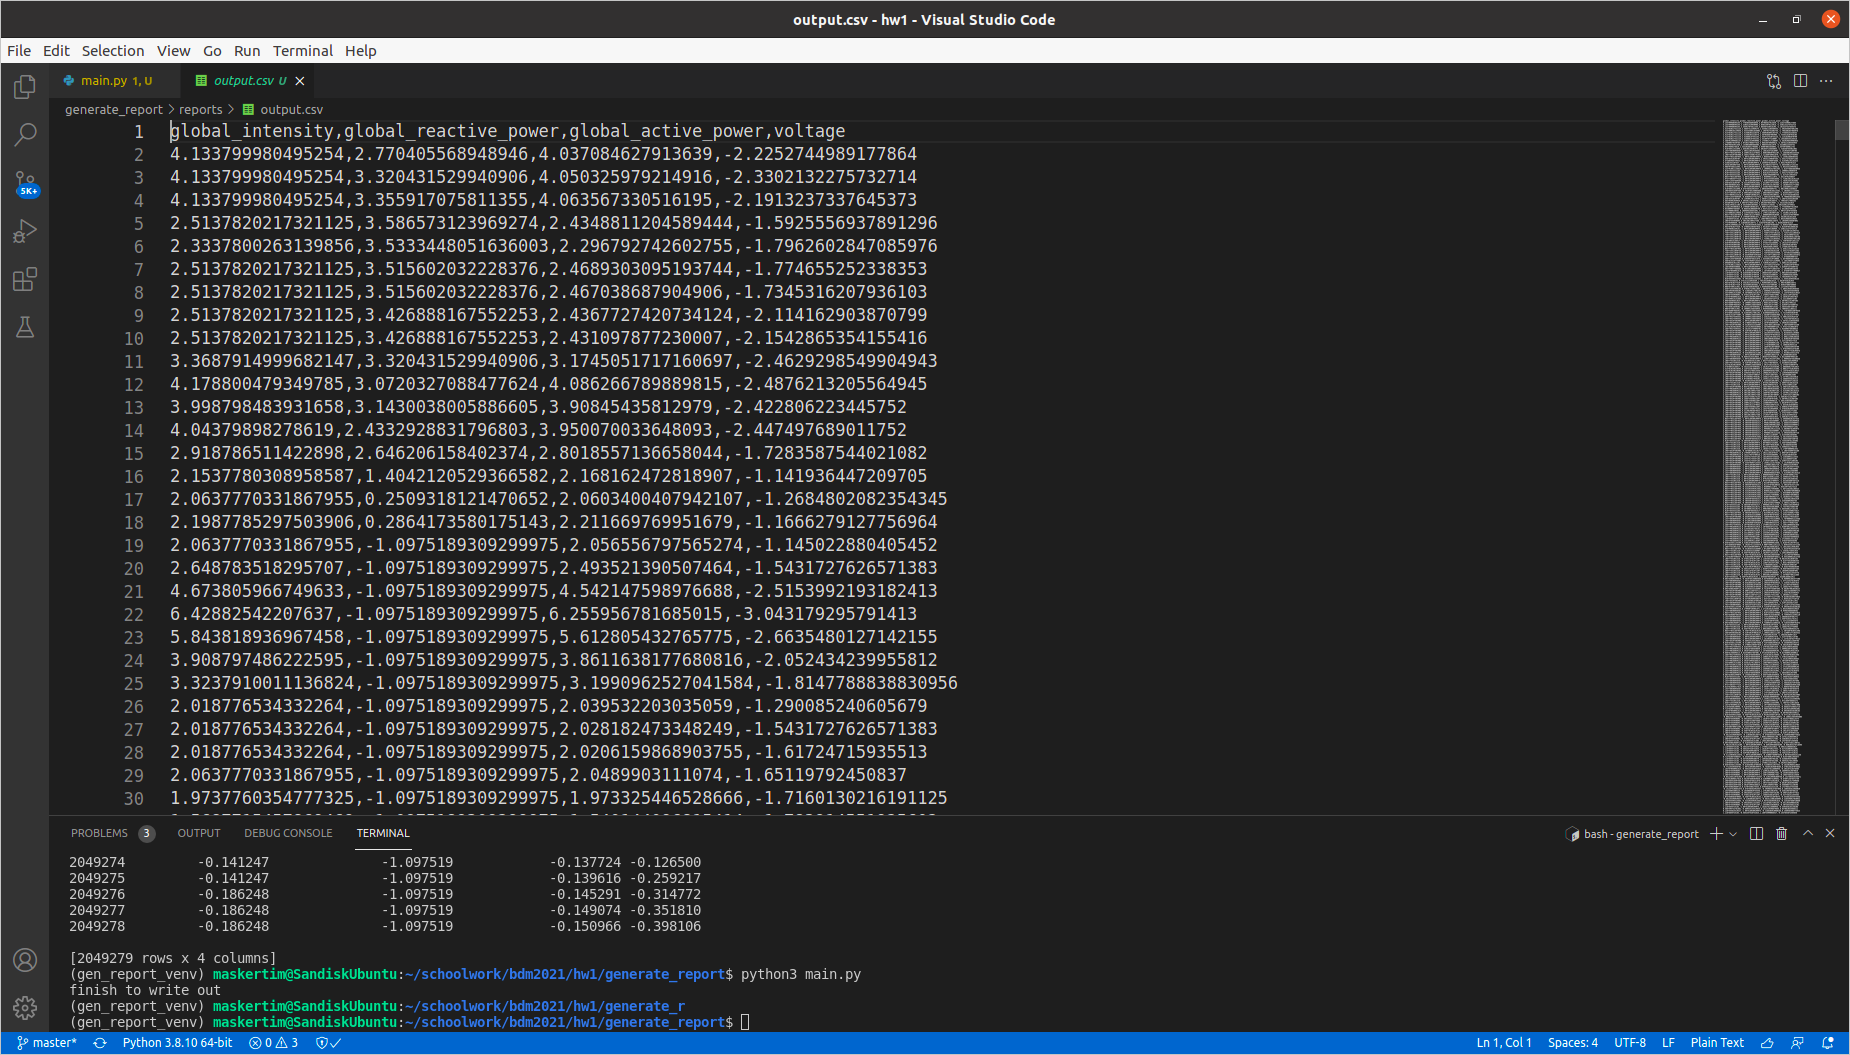 output.csv - hw1 - Visual Studio Code
File Edit Selection View Go Run Terminal Help
main.py 1, U output.csv U
generate_report > reports > output.csv
1 global_intensity,global_reactive_power,global_active_power,voltage
2 4.133799980495254,2.770405568948946,4.037084627913639,-2.2252744989177864
3 4.133799980495254,3.320431529940906,4.050325979214916,-2.3302132275732714
4 4.133799980495254,3.355917075811355,4.063567330516195,-2.1913237337645373
5 2.5137820217321125,3.586573123969274,2.4348811204589444,-1.5925556937891296
6 2.3337800263139856,3.5333448051636003,2.296792742602755,-1.7962602847085976
7 2.5137820217321125,3.515602032228376,2.4689303095193744,-1.774655252338353
8 2.5137820217321125,3.515602032228376,2.467038687904906,-1.7345316207936103
9 2.5137820217321125,3.426888167552253,2.4367727420734124,-2.114162903870799
10 2.5137820217321125,3.426888167552253,2.431097877230007,-2.1542865354155416
11 3.3687914999682147,3.320431529940906,3.1745051717160697,-2.4629298549904943
12 4.178800479349785,3.0720327088477624,4.086266789889815,-2.4876213205564945
13 3.998798483931658,3.1430038005886605,3.90845435812979,-2.422806223445752
14 4.04379898278619,2.4332928831796803,3.950070033648093,-2.447497689011752
15 2.918786511422898,2.646206158402374,2.8018557136658044,-1.7283587544021082
16 2.1537780308958587,1.4042120529366582,2.168162472818907,-1.141936447209705
17 2.0637770331867955,0.2509318121470652,2.0603400407942107,-1.2684802082354345
18 2.1987785297503906,0.2864173580175143,2.211669769951679,-1.1666279127756964
19 2.0637770331867955,-1.0975189309299975,2.056556797565274,-1.145022880405452
20 2.648783518295707,-1.0975189309299975,2.493521390507464,-1.5431727626571383
21 4.673805966749633,-1.0975189309299975,4.542147598976688,-2.5153992193182413
22 6.42882542207637,-1.0975189309299975,6.255956781685015,-3.043179295791413
23 5.843818936967458,-1.0975189309299975,5.612805432765775,-2.6635480127142155
24 3.908797486222595,-1.0975189309299975,3.8611638177680816,-2.052434239955812
25 3.3237910011136824,-1.0975189309299975,3.1990962527041584,-1.8147788838830956
26 2.018776534332264,-1.0975189309299975,2.039532203035059,-1.290085240605679
27 2.018776534332264,-1.0975189309299975,2.028182473348249,-1.5431727626571383
28 2.018776534332264,-1.0975189309299975,2.0206159868903755,-1.61724715935513
29 2.0637770331867955,-1.0975189309299975,2.0489903111074,-1.65119792450837
30 1.9737760354777325,-1.0975189309299975,1.973325446528666,-1.7160130216191125
5K+
PROBLEMS 3 OUTPUT DEBUG CONSOLE TERMINAL bash - generate_report
2049274 -0.141247 -1.097519 -0.137724 -0.126500
2049275 -0.141247 -1.097519 -0.139616 -0.259217
2049276 -0.186248 -1.097519 -0.145291 -0.314772
2049277 -0.186248 -1.097519 -0.149074 -0.351810
2049278 -0.186248 -1.097519 -0.150966 -0.398106
[2049279 rows x 4 columns]
(gen_report_venv) maskertim@SandiskUbuntu:~/schoolwork/bdm2021/hw1/generate_report$ python3 main.py
finish to write out
(gen_report_venv) maskertim@SandiskUbuntu:~/schoolwork/bdm2021/hw1/generate_r
(gen_report_venv) maskertim@SandiskUbuntu:~/schoolwork/bdm2021/hw1/generate_report$
master* Python 3.8.10 64-bit 0 3 Ln 1, Col 1 Spaces: 4 UTF-8 LF Plain Text